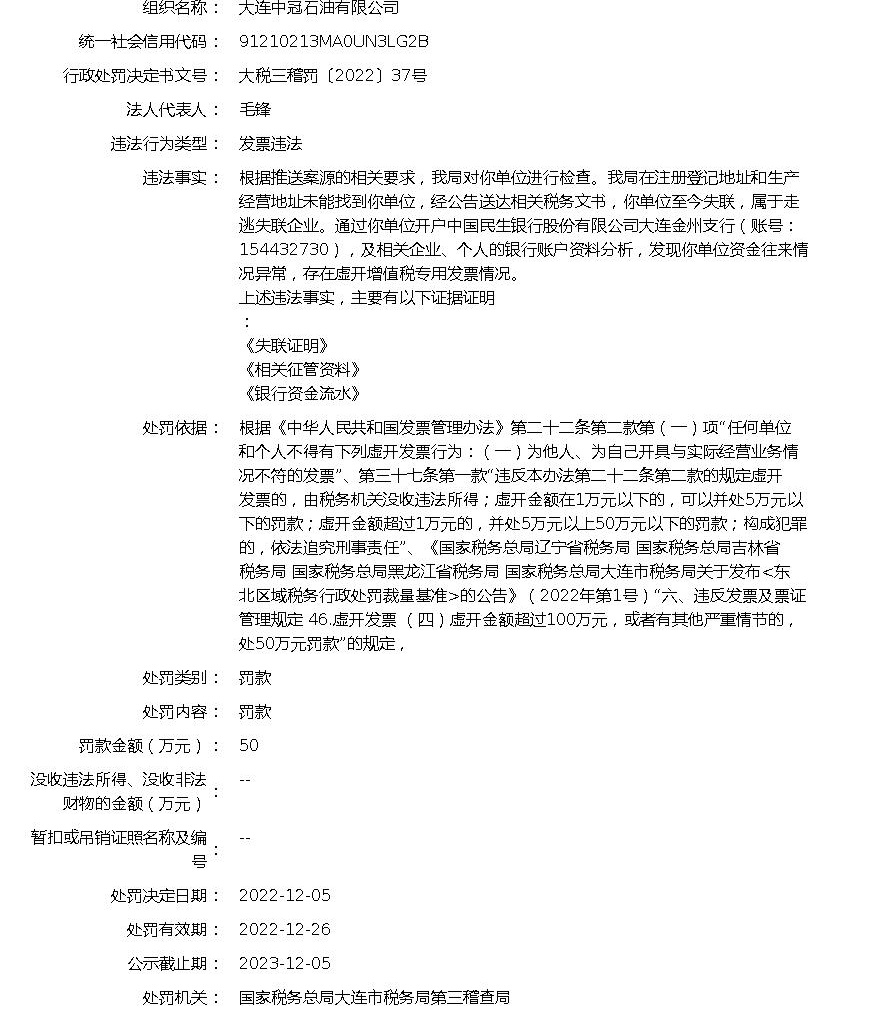 组织名称： 大连中冠石油有限公司
统一社会信用代码： 91210213MA0UN3LG2B
行政处罚决定书文号： 大税三稽罚〔2022〕37号
法人代表人： 毛锋
违法行为类型： 发票违法
违法事实： 根据推送案源的相关要求，我局对你单位进行检查。我局在注册登记地址和生产
经营地址未能找到你单位，经公告送达相关税务文书，你单位至今失联，属于走
逃失联企业。通过你单位开户中国民生银行股份有限公司大连金州支行（账号：
154432730），及相关企业、个人的银行账户资料分析，发现你单位资金往来情
况异常，存在虚开增值税专用发票情况。
上述违法事实，主要有以下证据证明
：
《失联证明》
《相关征管资料》
《银行资金流水》
处罚依据： 根据《中华人民共和国发票管理办法》第二十二条第二款第（一）项“任何单位
和个人不得有下列虚开发票行为：（一）为他人、为自己开具与实际经营业务情
况不符的发票”、第三十七条第一款“违反本办法第二十二条第二款的规定虚开
发票的，由税务机关没收违法所得；虚开金额在1万元以下的，可以并处5万元以
下的罚款；虚开金额超过1万元的，并处5万元以上50万元以下的罚款；构成犯罪
的，依法追究刑事责任”、《国家税务总局辽宁省税务局 国家税务总局吉林省
税务局 国家税务总局黑龙江省税务局 国家税务总局大连市税务局关于发布<东
北区域税务行政处罚裁量基准>的公告》（2022年第1号）“六、违反发票及票证
管理规定 46.虚开发票 （四）虚开金额超过100万元，或者有其他严重情节的，
处50万元罚款”的规定，
处罚类别： 罚款
处罚内容： 罚款
罚款金额（万元）： 50
没收违法所得、没收非法
财物的金额（万元）： --
暂扣或吊销证照名称及编
号： --
处罚决定日期： 2022-12-05
处罚有效期： 2022-12-26
公示截止期： 2023-12-05
处罚机关： 国家税务总局大连市税务局第三稽查局